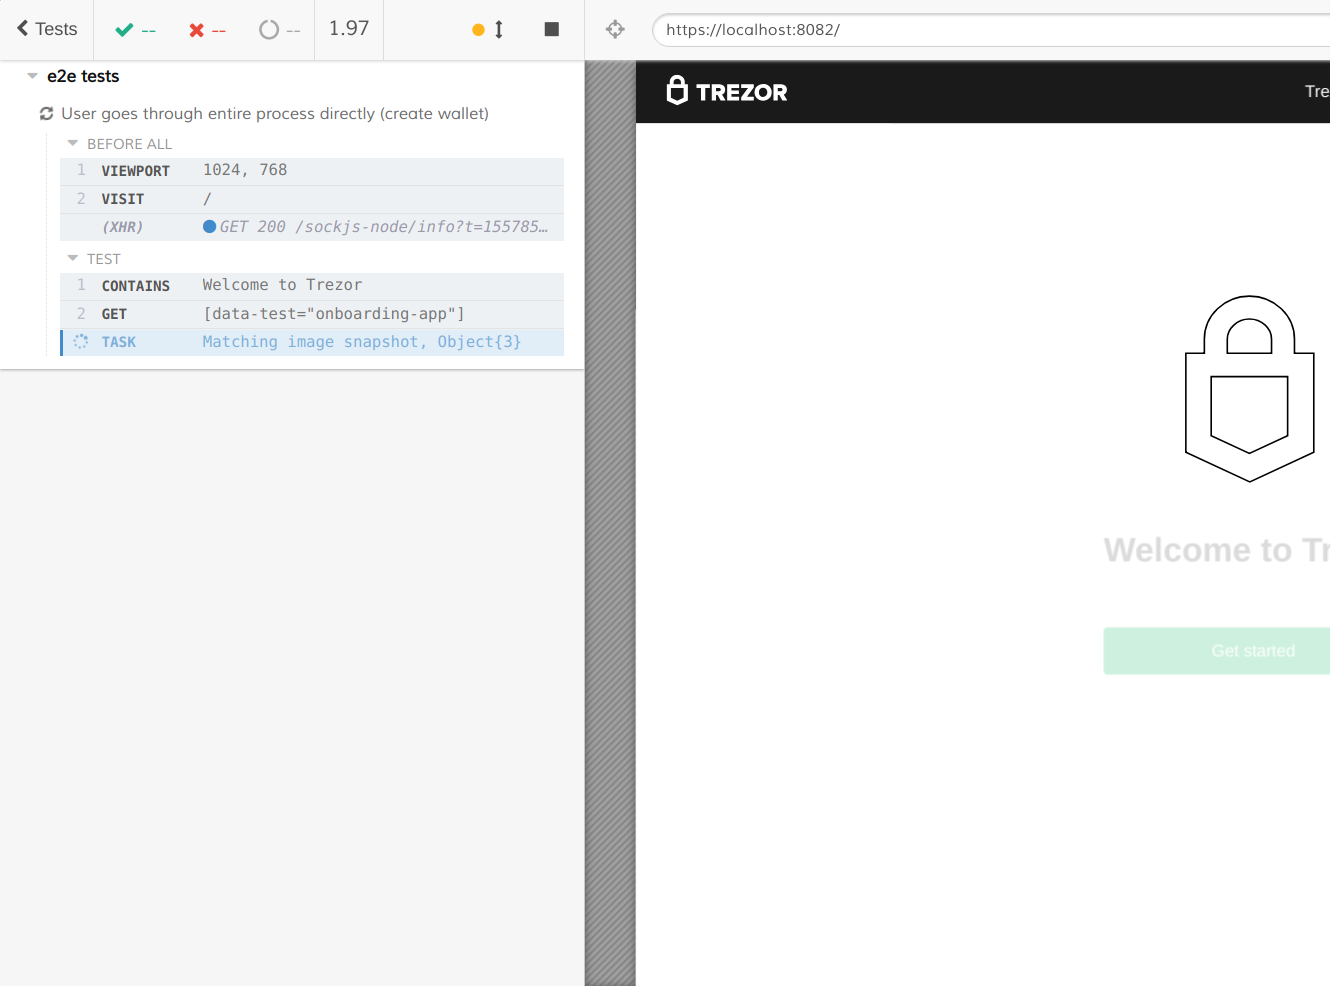 Tests -- -- -- 1.97
https://localhost:8082/
e2e tests
User goes through entire process directly (create wallet)
BEFORE ALL
1 VIEWPORT 1024, 768
2 VISIT /
(XHR) GET 200 /sockjs-node/info?t=155785…
TEST
1 CONTAINS Welcome to Trezor
2 GET [data-test="onboarding-app"]
TASK Matching image snapshot, Object{3}
TREZOR
Tre
Welcome to Tr
Get started